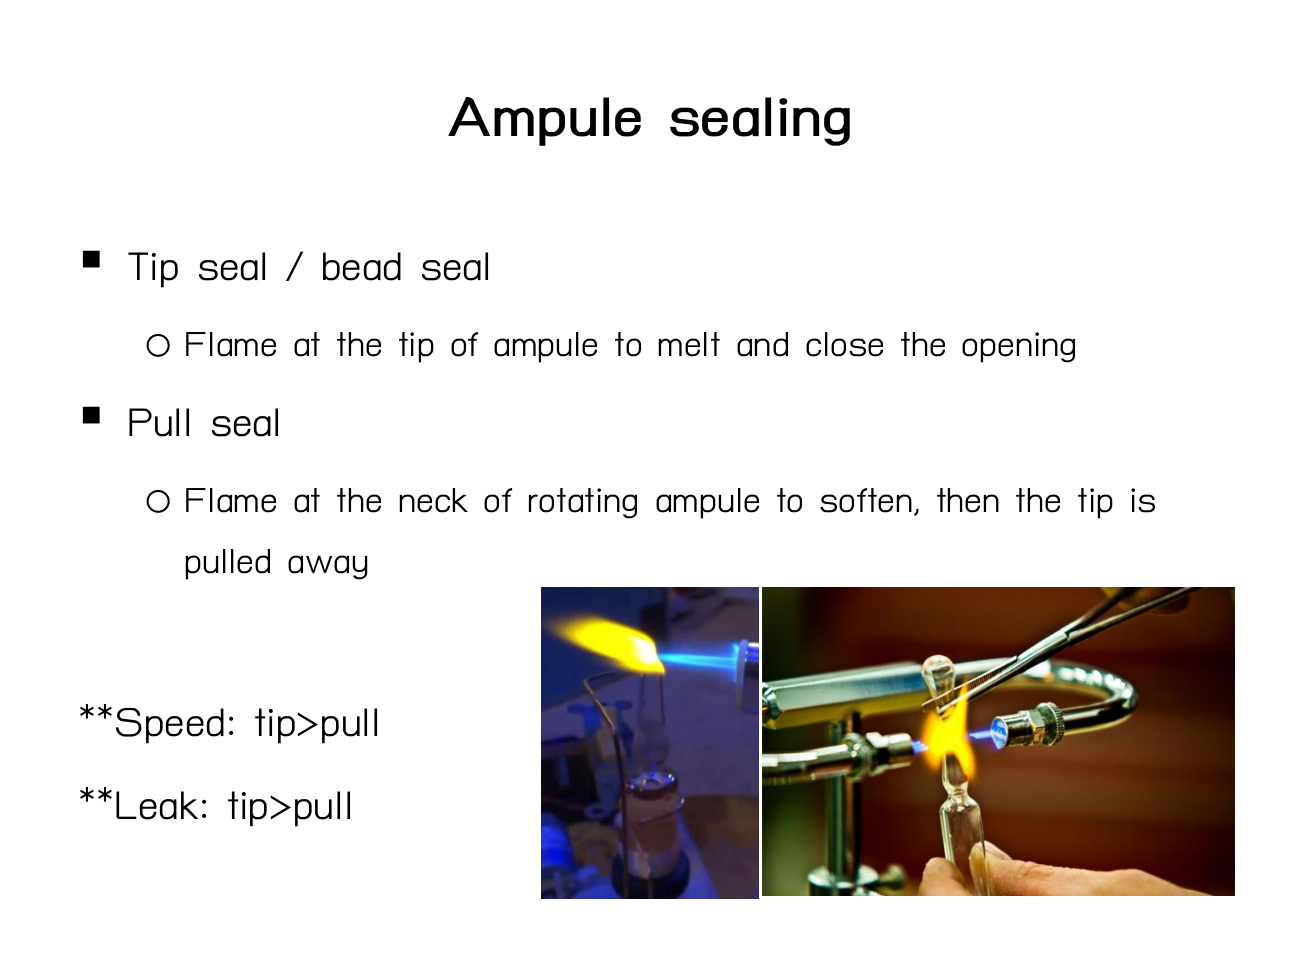 Ampule sealing
▪ Tip seal / bead seal
○ Flame at the tip of ampule to melt and close the opening
▪ Pull seal
○ Flame at the neck of rotating ampule to soften, then the tip is
pulled away
**Speed: tip>pull
**Leak: tip>pull